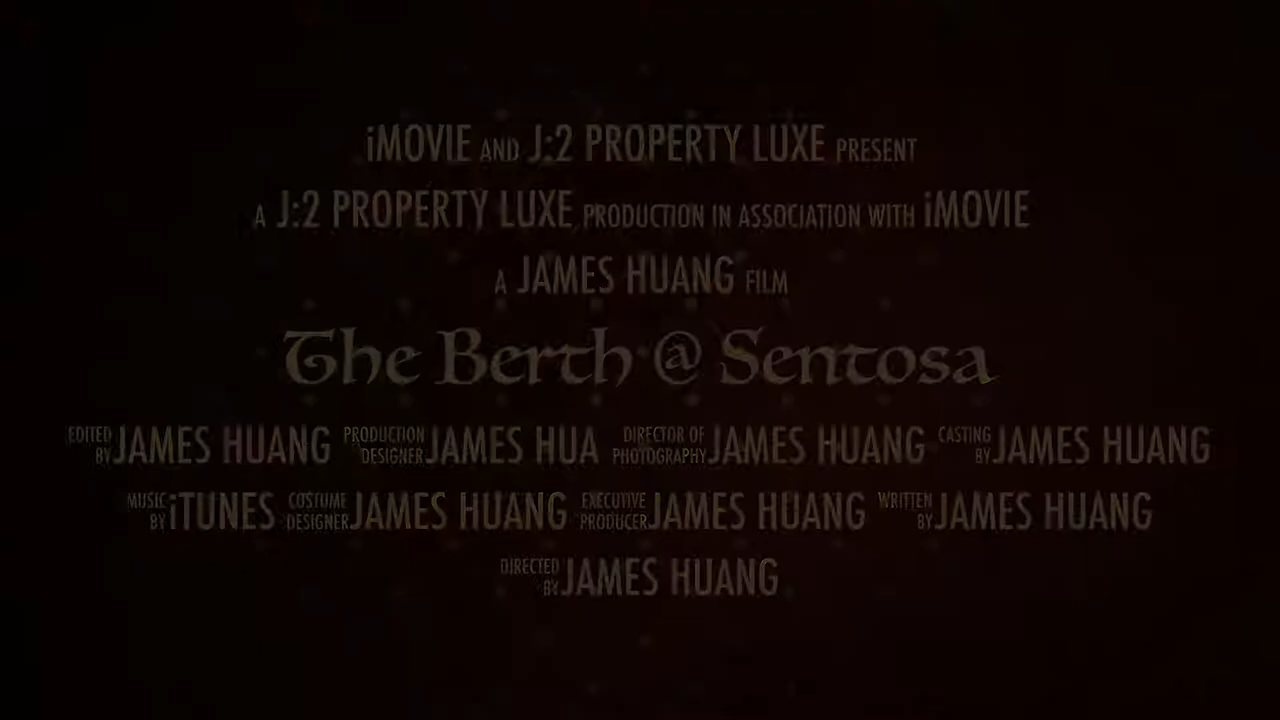 iMOVIE AND J:2 PROPERTY LUXE PRESENT
A J:2 PROPERTY LUXE PRODUCTION IN ASSOCIATION WITH iMOVIE
A JAMES HUANG FILM
The Berth @ Sentosa
EDITED BY JAMES HUANG PRODUCTION DESIGNER JAMES HUA DIRECTOR OF PHOTOGRAPHY JAMES HUANG CASTING BY JAMES HUANG
MUSIC BY iTUNES COSTUME DESIGNER JAMES HUANG EXECUTIVE PRODUCER JAMES HUANG WRITTEN BY JAMES HUANG
DIRECTED BY JAMES HUANG